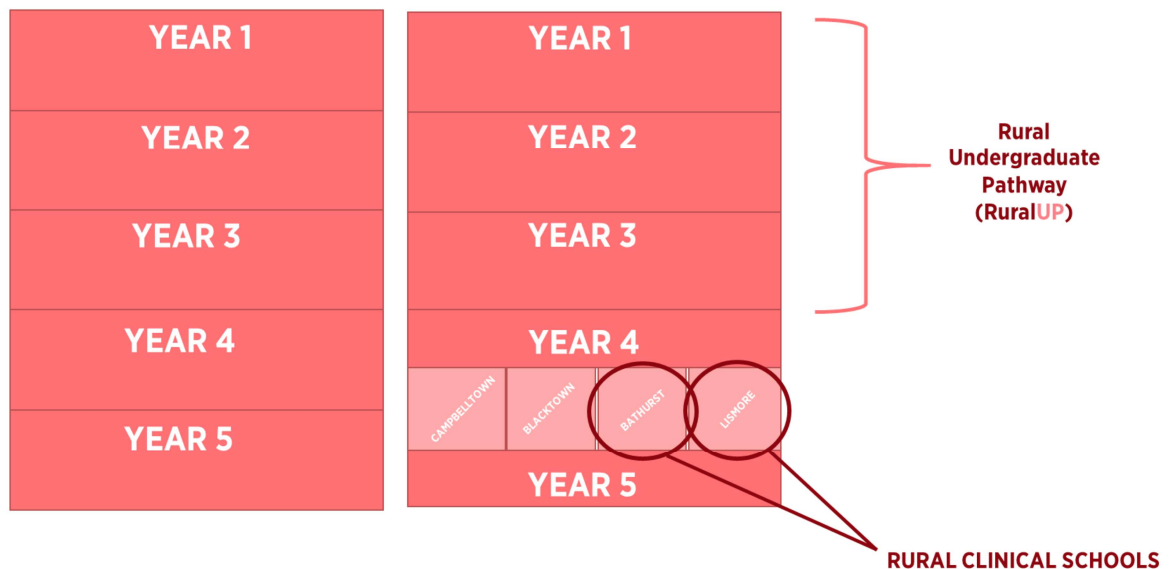 YEAR 1
YEAR 2
YEAR 3
YEAR 4
YEAR 5
YEAR 1
YEAR 2
YEAR 3
YEAR 4
CAMPBELLTOWN
BLACKTOWN
BATHURST
LISMORE
YEAR 5
Rural
Undergraduate
Pathway
(RuralUP)
RURAL CLINICAL SCHOOLS